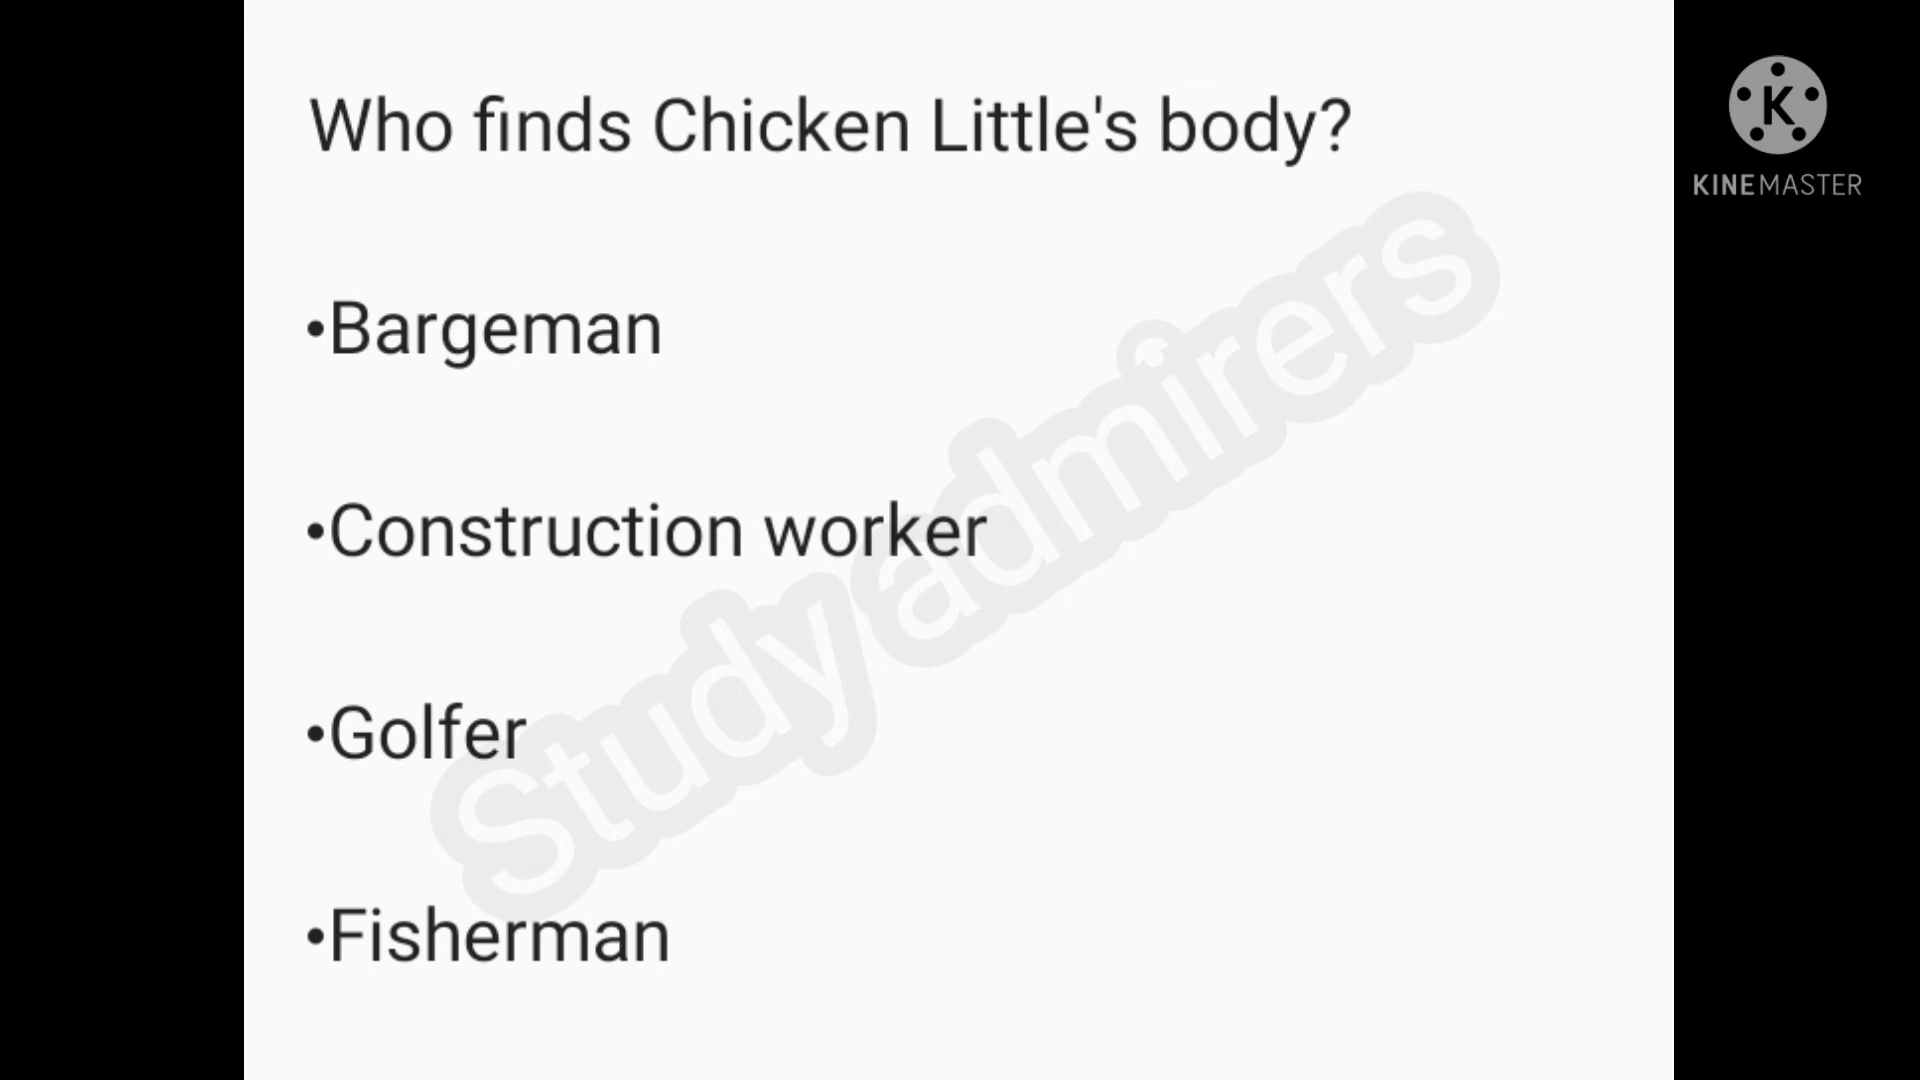 Who finds Chicken Little's body?
K
KINEMASTER
•Bargeman
•Construction worker
•Golfer
•Fisherman
Study admirers